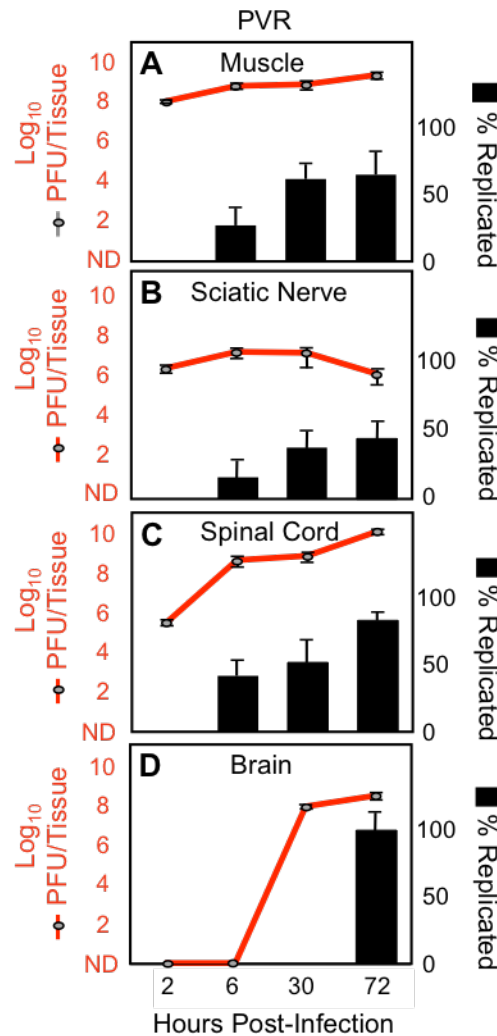 PVR
A Muscle
Log10
PFU/Tissue
10
8
6
4
2
ND
100
50
0
% Replicated
B Sciatic Nerve
Log10
PFU/Tissue
10
8
6
4
2
ND
100
50
0
% Replicated
C Spinal Cord
Log10
PFU/Tissue
10
8
6
4
2
ND
100
50
0
% Replicated
D Brain
Log10
PFU/Tissue
10
8
6
4
2
ND
100
50
0
% Replicated
2 6 30 72
Hours Post-Infection